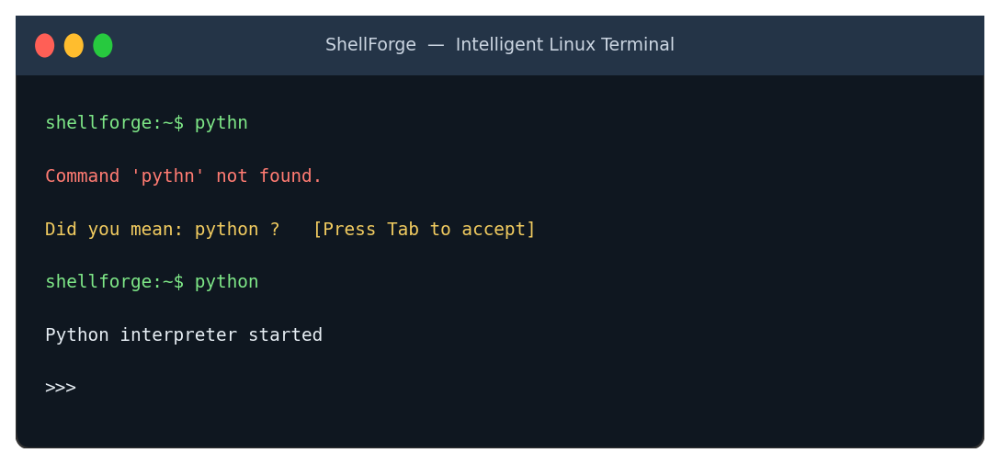 ShellForge — Intelligent Linux Terminal
shellforge:~$ pythn
Command 'pythn' not found.
Did you mean: python ?   [Press Tab to accept]
shellforge:~$ python
Python interpreter started
>>>